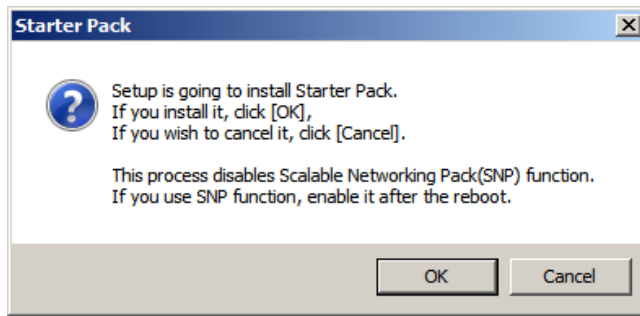 Starter Pack
Setup is going to install Starter Pack.
If you install it, click [OK],
If you wish to cancel it, click [Cancel].
This process disables Scalable Networking Pack(SNP) function.
If you use SNP function, enable it after the reboot.
OK
Cancel